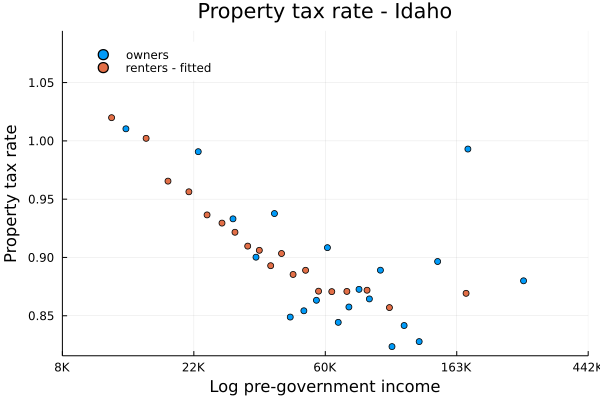 Property tax rate - Idaho
owners
renters - fitted
Property tax rate
1.05
1.00
0.95
0.90
0.85
8K 22K 60K 163K 442K
Log pre-government income